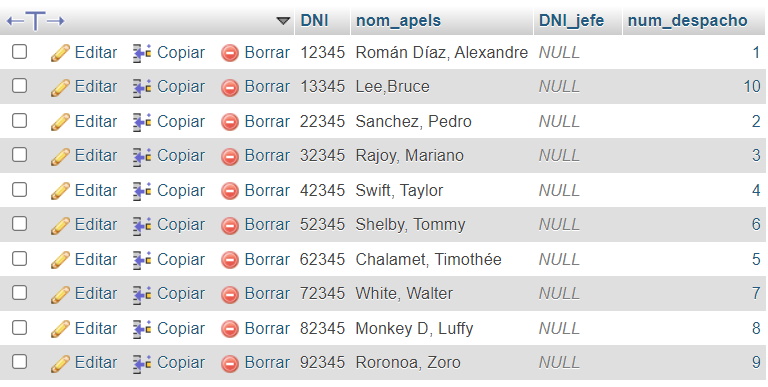 DNI nom_apels DNI_jefe num_despacho
Editar Copiar Borrar 12345 Román Díaz, Alexandre NULL 1
Editar Copiar Borrar 13345 Lee,Bruce NULL 10
Editar Copiar Borrar 22345 Sanchez, Pedro NULL 2
Editar Copiar Borrar 32345 Rajoy, Mariano NULL 3
Editar Copiar Borrar 42345 Swift, Taylor NULL 4
Editar Copiar Borrar 52345 Shelby, Tommy NULL 6
Editar Copiar Borrar 62345 Chalamet, Timothée NULL 5
Editar Copiar Borrar 72345 White, Walter NULL 7
Editar Copiar Borrar 82345 Monkey D, Luffy NULL 8
Editar Copiar Borrar 92345 Roronoa, Zoro NULL 9